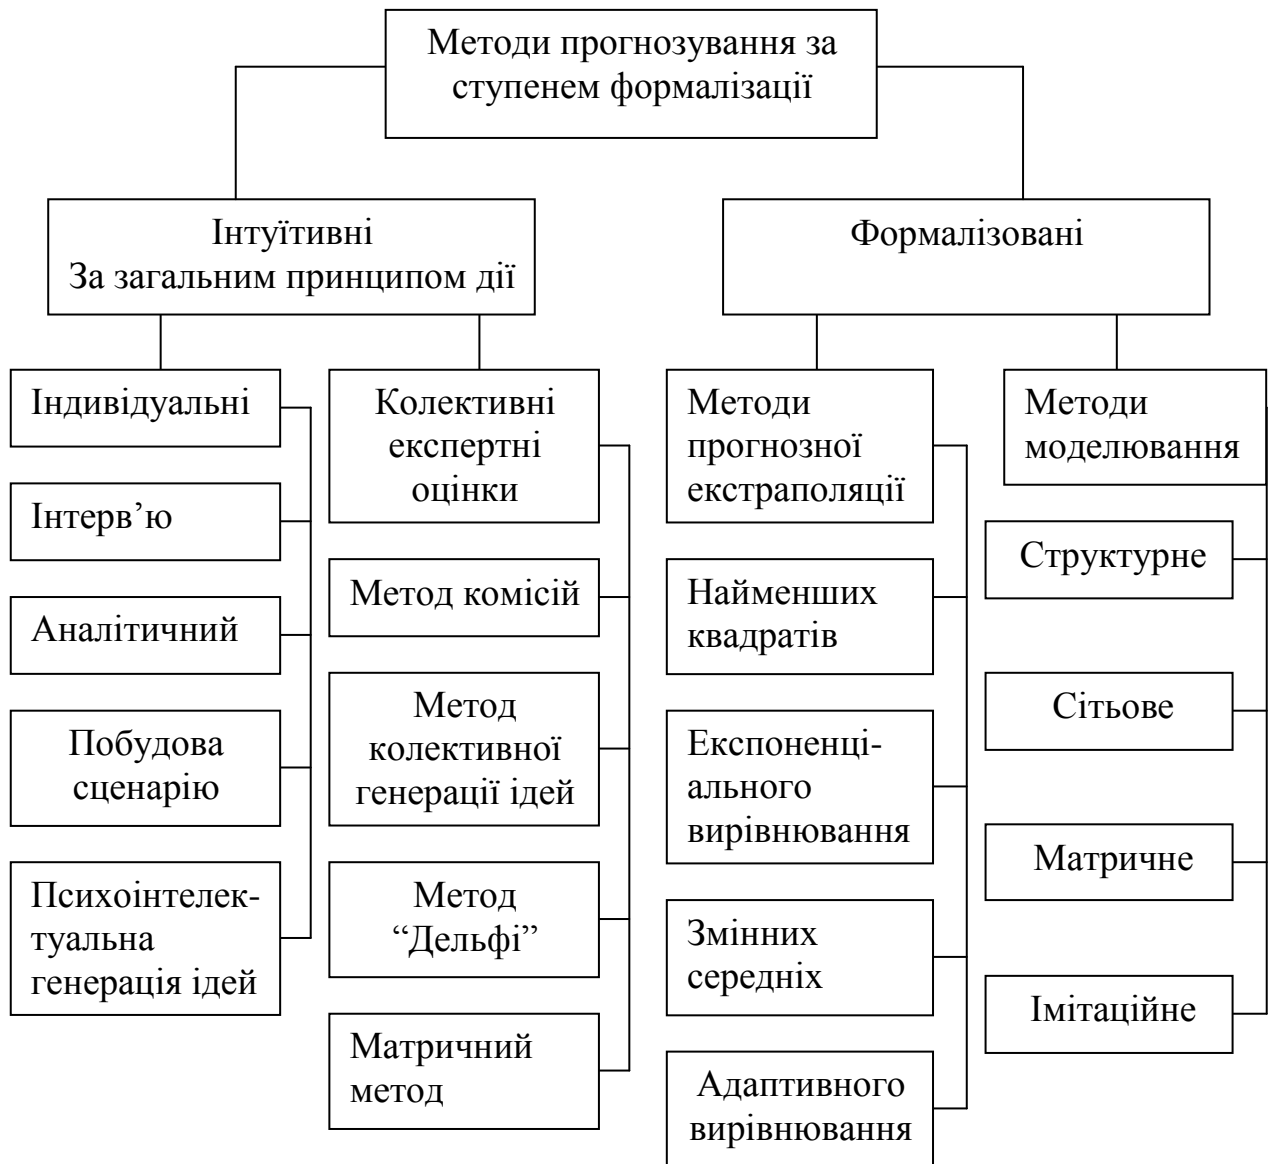 Методи прогнозування за
ступенем формалізації
Інтуїтивні
За загальним принципом дії
Формалізовані
Індивідуальні
Інтерв’ю
Аналітичний
Побудова
сценарію
Психоінтелек-
туальна
генерація ідей
Колективні
експертні
оцінки
Метод комісій
Метод
колективної
генерації ідей
Метод
“Дельфі”
Матричний
метод
Методи
прогнозної
екстраполяції
Найменших
квадратів
Експоненці-
ального
вирівнювання
Змінних
середніх
Адаптивного
вирівнювання
Методи
моделювання
Структурне
Сітьове
Матричне
Імітаційне